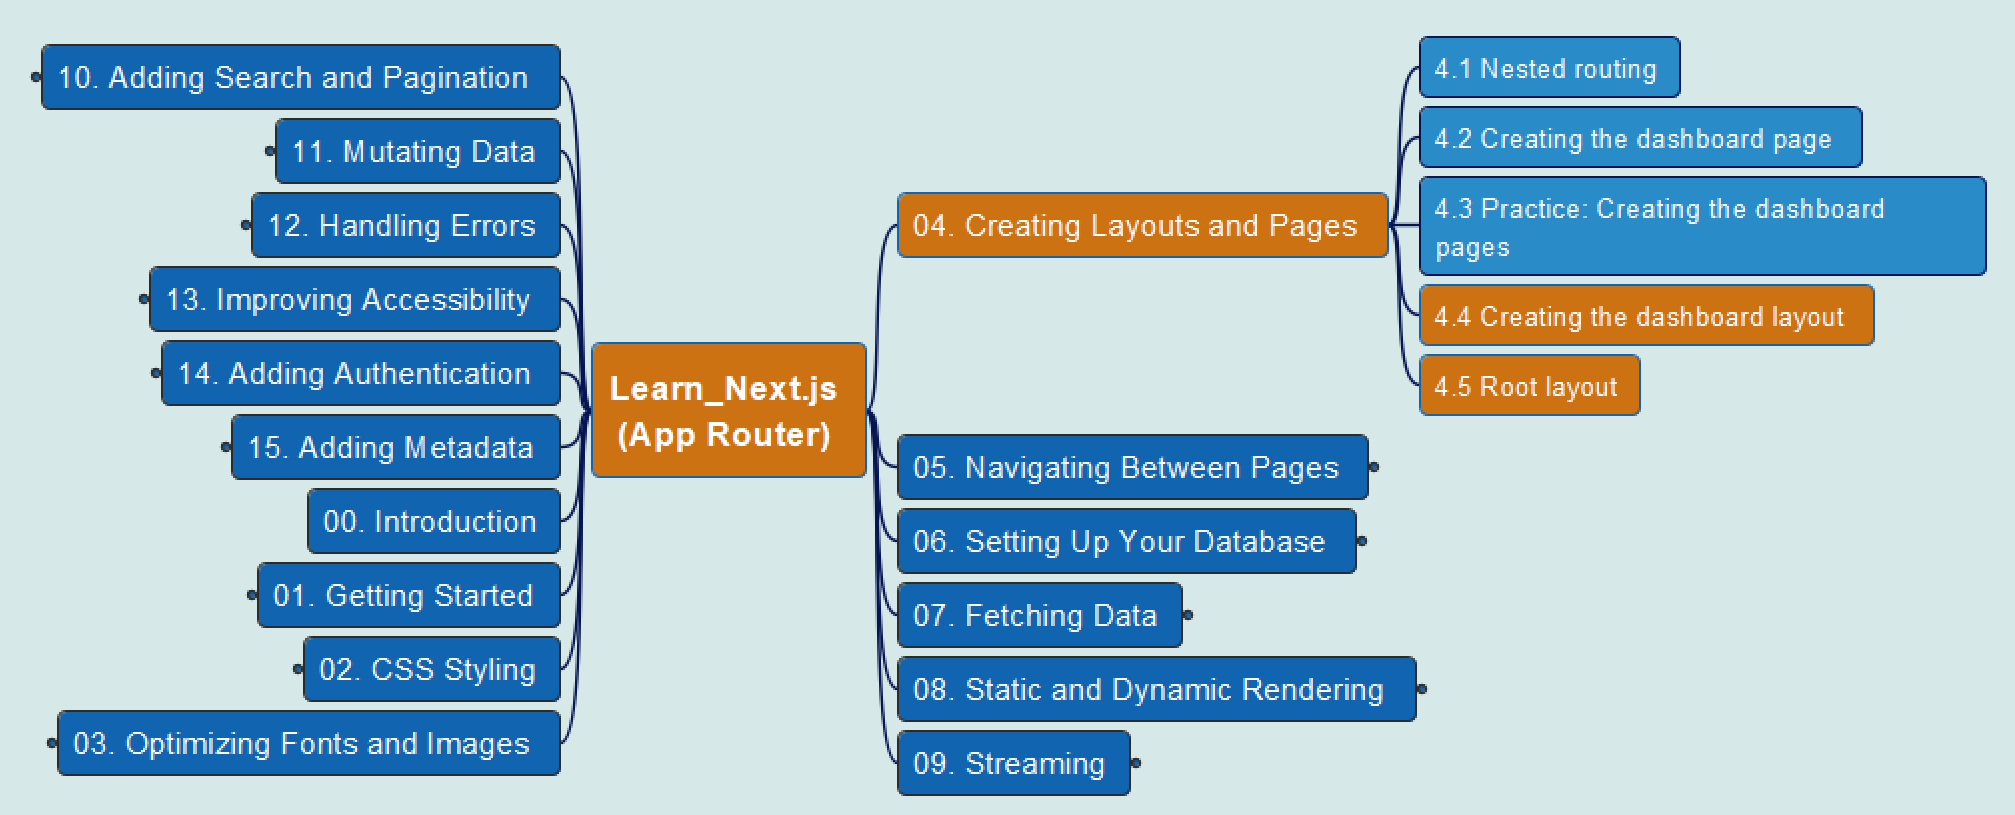 10. Adding Search and Pagination
11. Mutating Data
12. Handling Errors
13. Improving Accessibility
14. Adding Authentication
15. Adding Metadata
00. Introduction
01. Getting Started
02. CSS Styling
03. Optimizing Fonts and Images
Learn_Next.js
(App Router)
04. Creating Layouts and Pages
4.1 Nested routing
4.2 Creating the dashboard page
4.3 Practice: Creating the dashboard
pages
4.4 Creating the dashboard layout
4.5 Root layout
05. Navigating Between Pages
06. Setting Up Your Database
07. Fetching Data
08. Static and Dynamic Rendering
09. Streaming